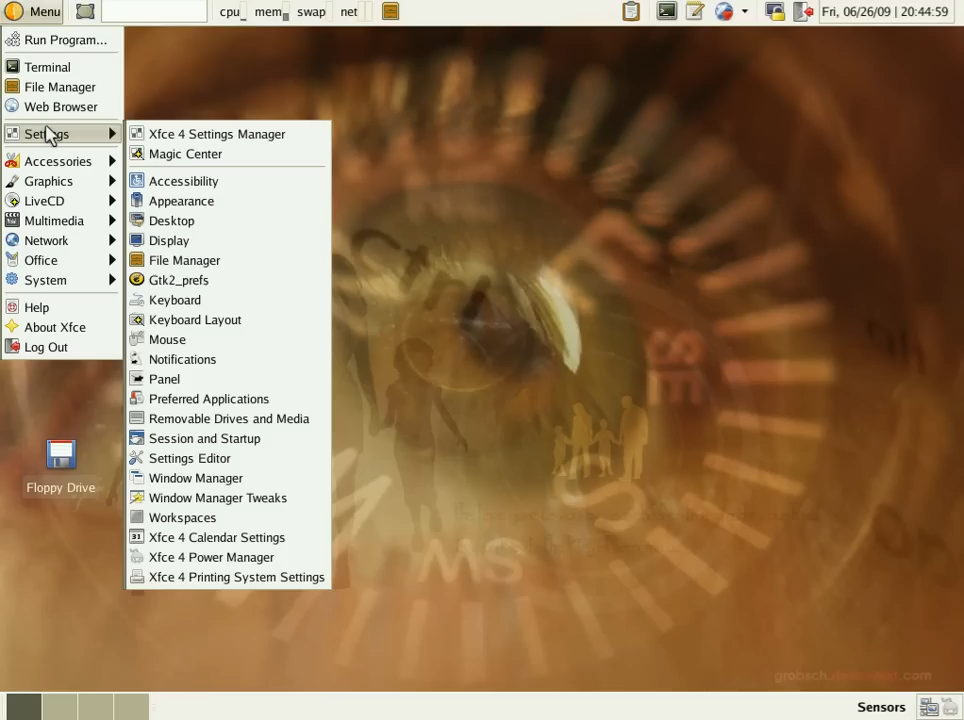 Menu cpu mem swap net Fri, 06/26/09 | 20:44:59
Run Program...
Terminal
File Manager
Web Browser
Settings
Accessories
Graphics
LiveCD
Multimedia
Network
Office
System
Help
About Xfce
Log Out
Xfce 4 Settings Manager
Magic Center
Accessibility
Appearance
Desktop
Display
File Manager
Gtk2_prefs
Keyboard
Keyboard Layout
Mouse
Notifications
Panel
Preferred Applications
Removable Drives and Media
Session and Startup
Settings Editor
Window Manager
Window Manager Tweaks
Workspaces
31
Xfce 4 Calendar Settings
Xfce 4 Power Manager
Xfce 4 Printing System Settings
Floppy Drive
SE
S
SW
Sensors